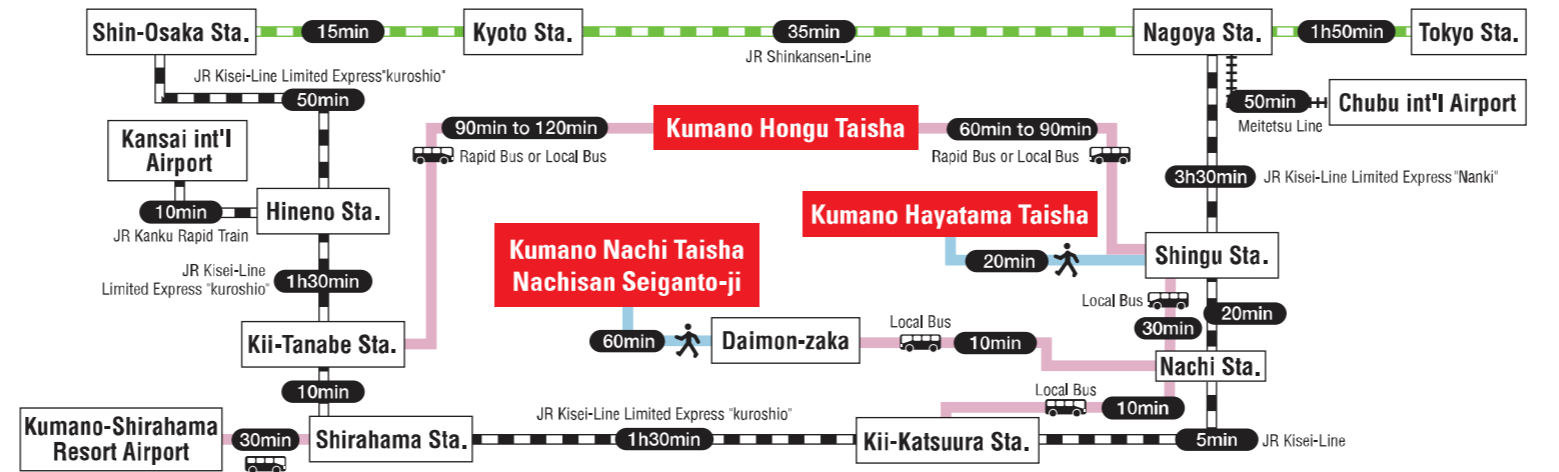 Shin-Osaka Sta.
15min
Kyoto Sta.
35min
JR Shinkansen-Line
Nagoya Sta.
1h50min
Tokyo Sta.
JR Kisei-Line Limited Express"kuroshio"
50min
50min
Meitetsu Line
Chubu int'l Airport
Kansai int'l
Airport
10min
JR Kanku Rapid Train
Hineno Sta.
90min to 120min
Rapid Bus or Local Bus
Kumano Hongu Taisha
60min to 90min
Rapid Bus or Local Bus
3h30min
JR Kisei-Line Limited Express "Nanki"
Kumano Hayatama Taisha
20min
Shingu Sta.
Kumano Nachi Taisha
Nachisan Seiganto-ji
JR Kisei-Line
Limited Express "kuroshio"
1h30min
Local Bus
30min
20min
60min
Daimon-zaka
Local Bus
10min
Nachi Sta.
Kii-Tanabe Sta.
10min
Local Bus
10min
Kumano-Shirahama
Resort Airport
30min
Shirahama Sta.
JR Kisei-Line Limited Express "kuroshio"
1h30min
Kii-Katsuura Sta.
5min
JR Kisei-Line